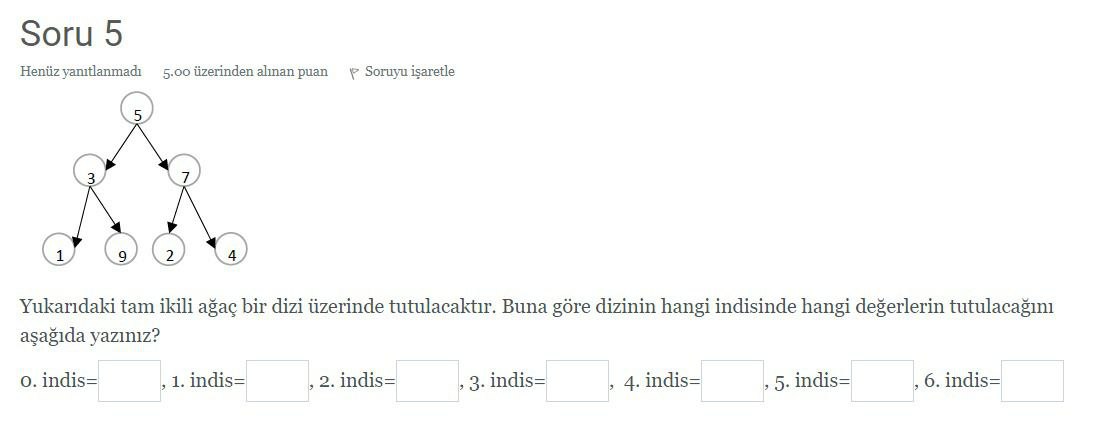 Soru 5
Henüz yanıtlanmadı 5.00 üzerinden alınan puan Soruyu işaretle
5
3 7
1 9 2 4
Yukarıdaki tam ikili ağaç bir dizi üzerinde tutulacaktır. Buna göre dizinin hangi indisinde hangi değerlerin tutulacağını
aşağıda yazınız?
0. indis= , 1. indis= , 2. indis= , 3. indis= , 4. indis= , 5. indis= , 6. indis=